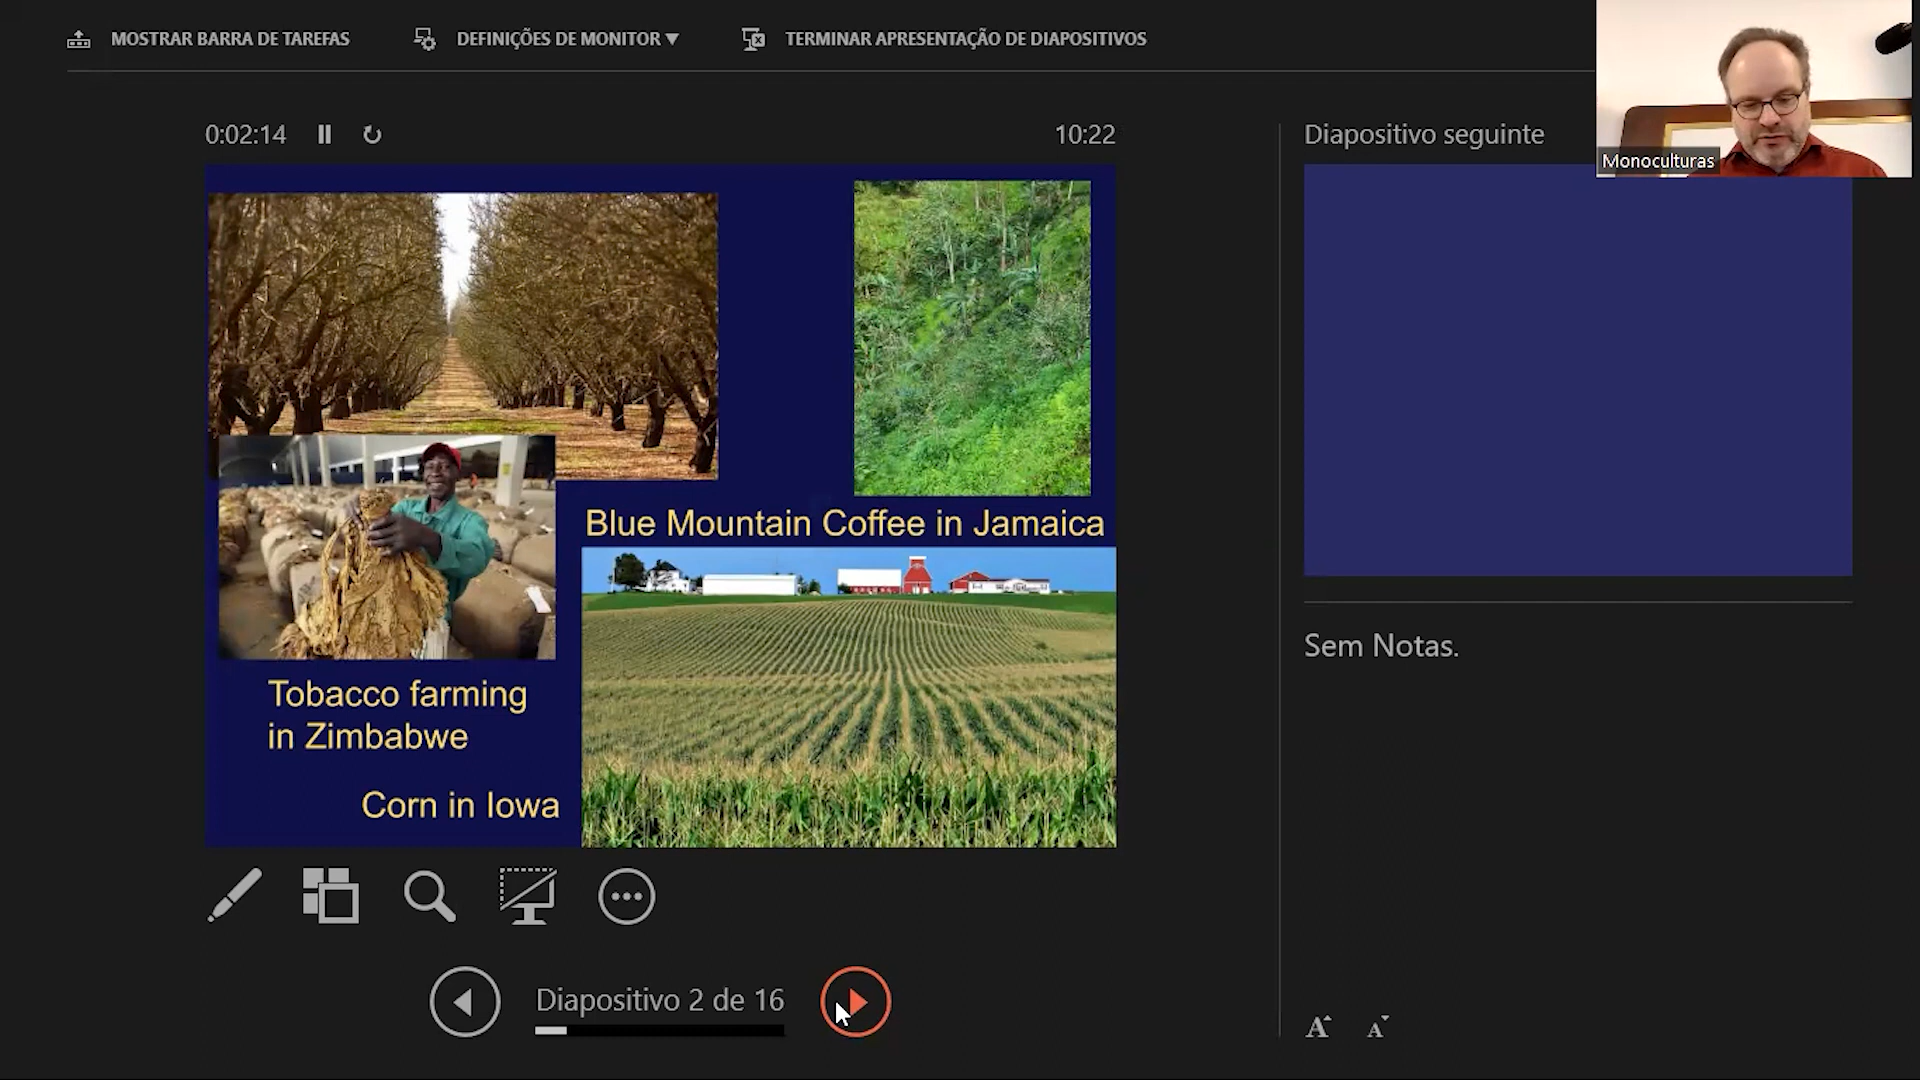 MOSTRAR BARRA DE TAREFAS
DEFINIÇÕES DE MONITOR
TERMINAR APRESENTAÇÃO DE DIAPOSITIVOS
Monoculturas
0:02:14
10:22
Diapositivo seguinte
Blue Mountain Coffee in Jamaica
Tobacco farming
in Zimbabwe
Corn in Iowa
Sem Notas.
Diapositivo 2 de 16
A A